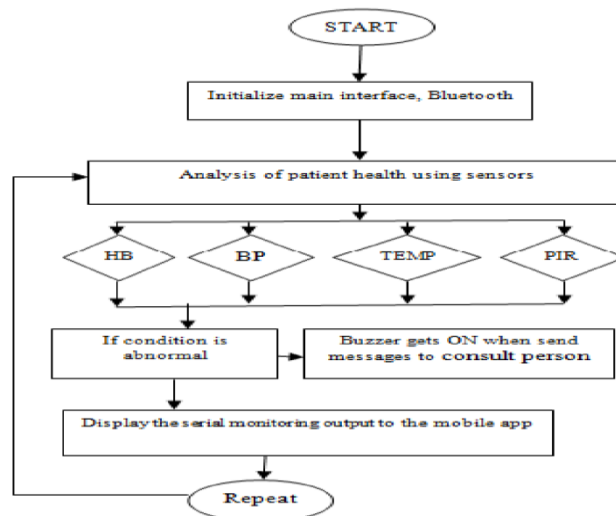 START
Initialize main interface, Bluetooth
Analysis of patient health using sensors
HB
BP
TEMP
PIR
If condition is
abnormal
Buzzer gets ON when send
messages to consult person
Display the serial monitoring output to the mobile app
Repeat